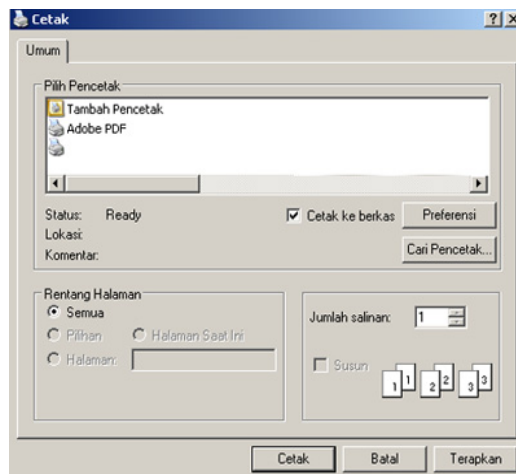 Cetak
Umum
Pilih Pencetak
Tambah Pencetak
Adobe PDF
Status: Ready
Cetak ke berkas
Preferensi
Lokasi:
Komentar:
Cari Pencetak...
Rentang Halaman
Semua
Pilihan Halaman Saat Ini
Halaman:
Jumlah salinan: 1
Susun
1 1 2 2 3 3
Cetak Batal Terapkan